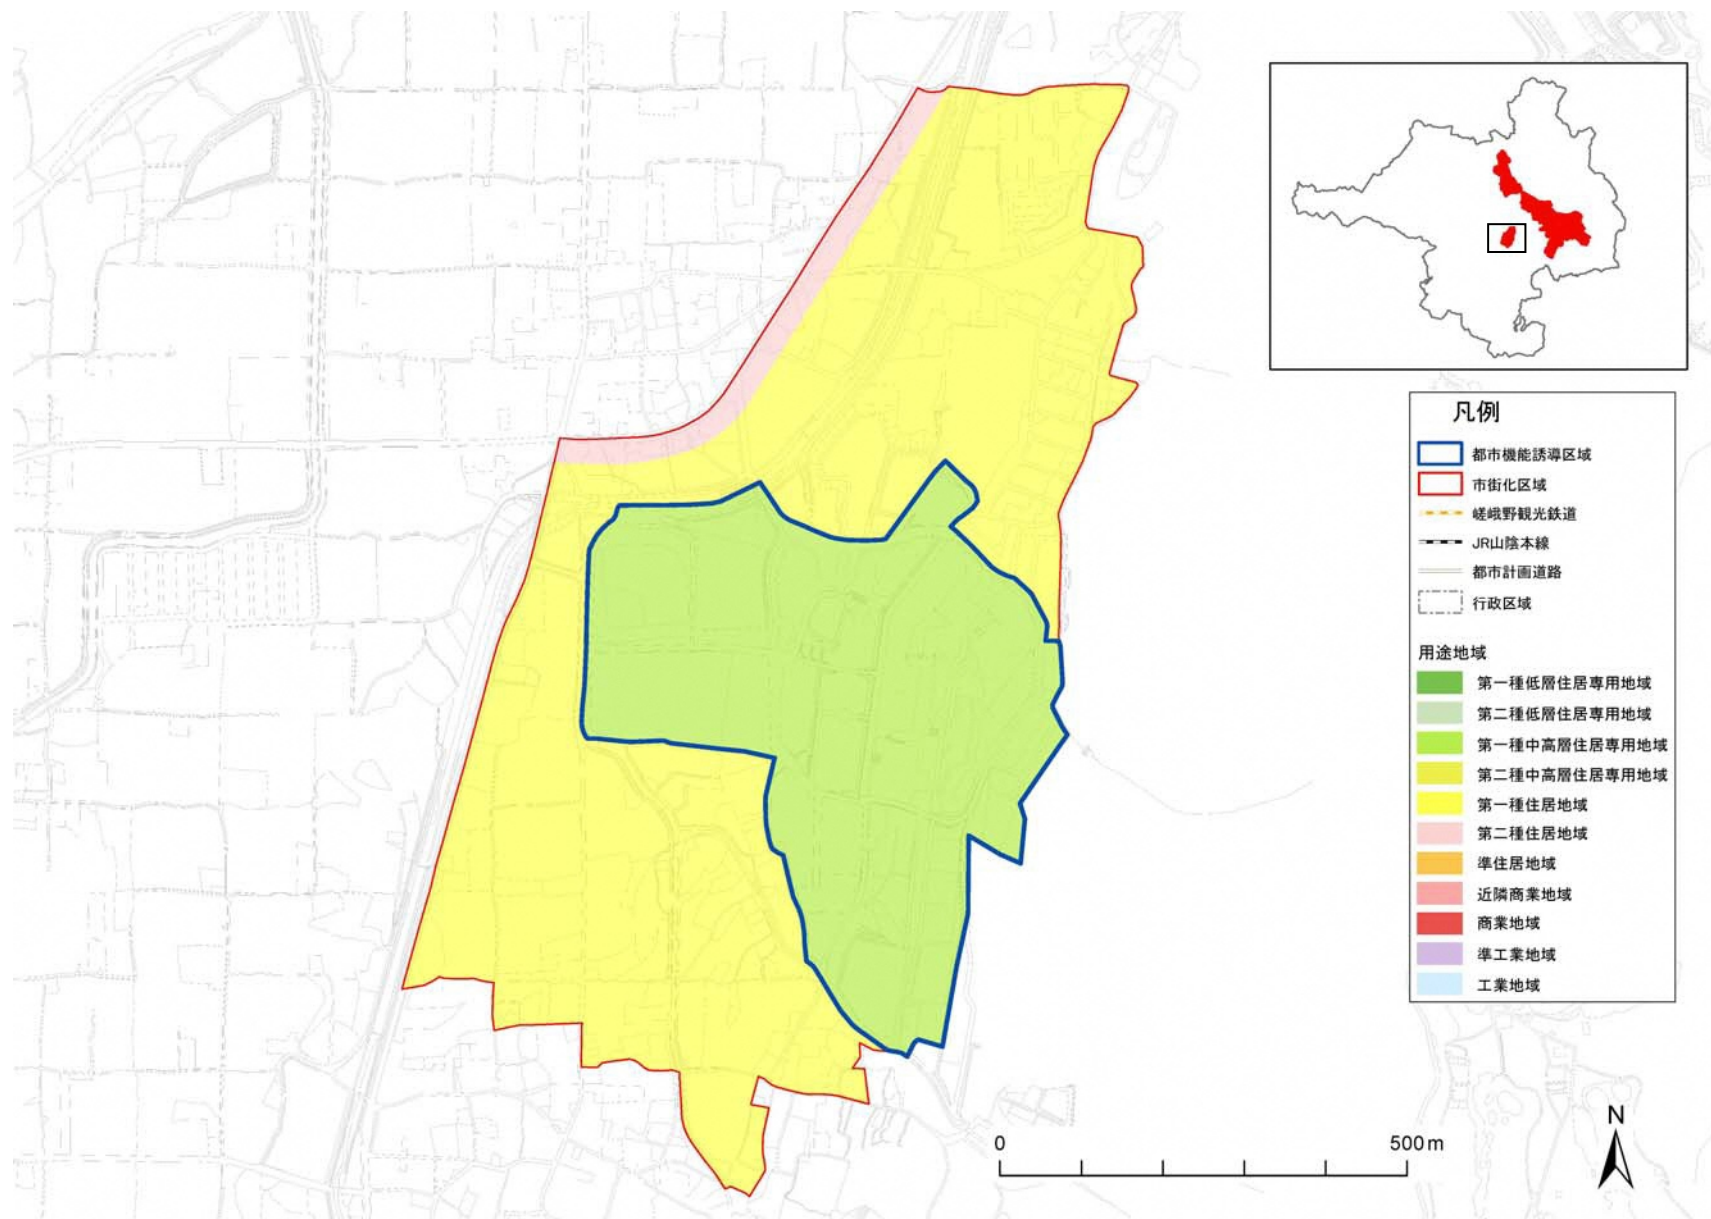 凡例
都市機能誘導区域
市街化区域
嵯峨野観光鉄道
JR山陰本線
都市計画道路
行政区域
用途地域
第一種低層住居専用地域
第二種低層住居専用地域
第一種中高層住居専用地域
第二種中高層住居専用地域
第一種住居地域
第二種住居地域
準住居地域
近隣商業地域
商業地域
準工業地域
工業地域
N
0 500m